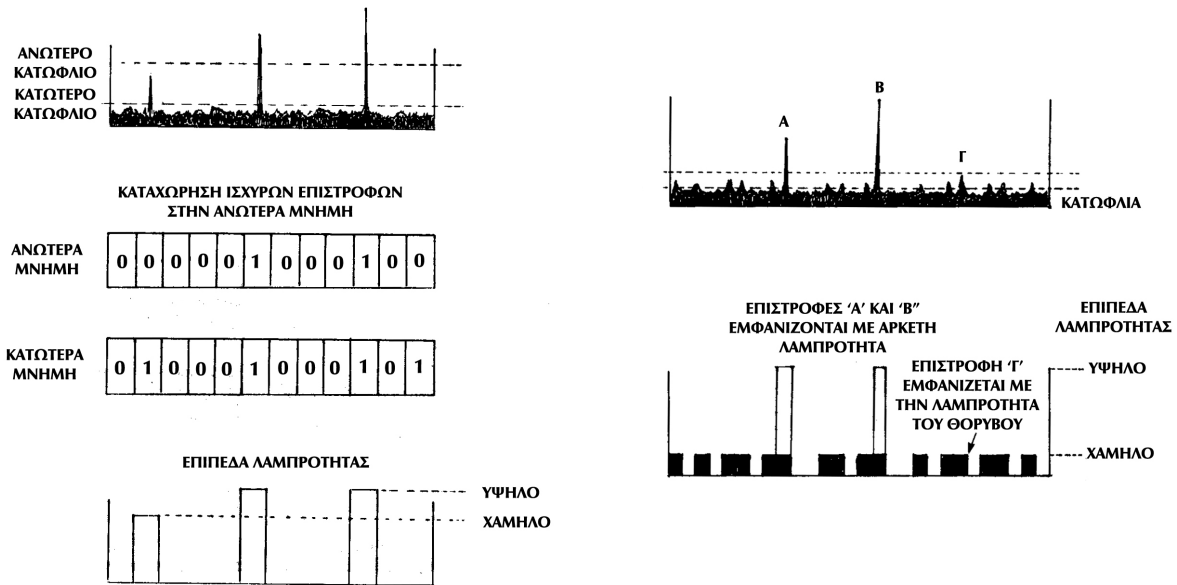 ΑΝΩΤΕΡΟ
ΚΑΤΩΦΛΙΟ
ΚΑΤΩΤΕΡΟ
ΚΑΤΩΦΛΙΟ
ΚΑΤΑΧΩΡΗΣΗ ΙΣΧΥΡΩΝ ΕΠΙΣΤΡΟΦΩΝ
ΣΤΗΝ ΑΝΩΤΕΡΑ ΜΝΗΜΗ
ΑΝΩΤΕΡΑ
ΜΝΗΜΗ
0 0 0 0 0 1 0 0 0 1 0 0
ΚΑΤΩΤΕΡΑ
ΜΝΗΜΗ
0 1 0 0 0 1 0 0 0 1 0 1
ΕΠΙΠΕΔΑ ΛΑΜΠΡΟΤΗΤΑΣ
ΥΨΗΛΟ
ΧΑΜΗΛΟ
Α
Β
Γ
ΚΑΤΩΦΛΙΑ
ΕΠΙΣΤΡΟΦΕΣ ‘Α’ ΚΑΙ ‘Β”
ΕΜΦΑΝΙΖΟΝΤΑΙ ΜΕ ΑΡΚΕΤΗ
ΛΑΜΠΡΟΤΗΤΑ
ΕΠΙΠΕΔΑ
ΛΑΜΠΡΟΤΗΤΑΣ
ΕΠΙΣΤΡΟΦΗ ‘Γ’
ΕΜΦΑΝΙΖΕΤΑΙ ΜΕ
ΤΗΝ ΛΑΜΠΡΟΤΗΤΑ
ΤΟΥ ΘΟΡΥΒΟΥ
ΥΨΗΛΟ
ΧΑΜΗΛΟ